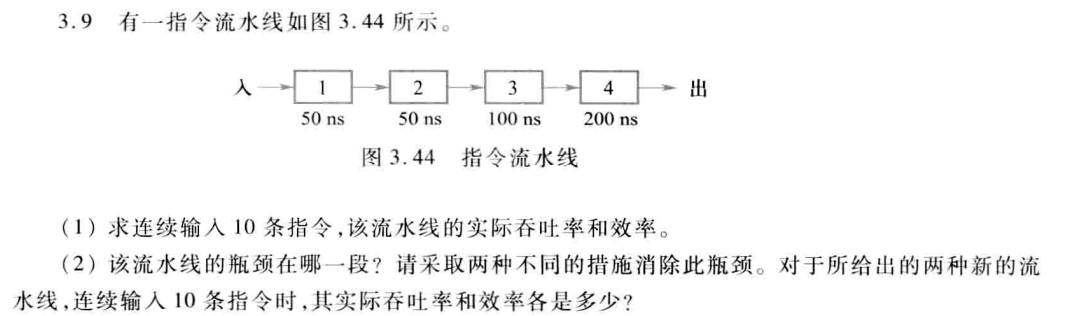 3.9 有一指令流水线如图 3.44 所示。
入 1 2 3 4 出
50 ns 50 ns 100 ns 200 ns
图 3.44 指令流水线
(1) 求连续输入 10 条指令,该流水线的实际吞吐率和效率。
(2) 该流水线的瓶颈在哪一段? 请采取两种不同的措施消除此瓶颈。对于所给出的两种新的流
水线,连续输入 10 条指令时,其实际吞吐率和效率各是多少?